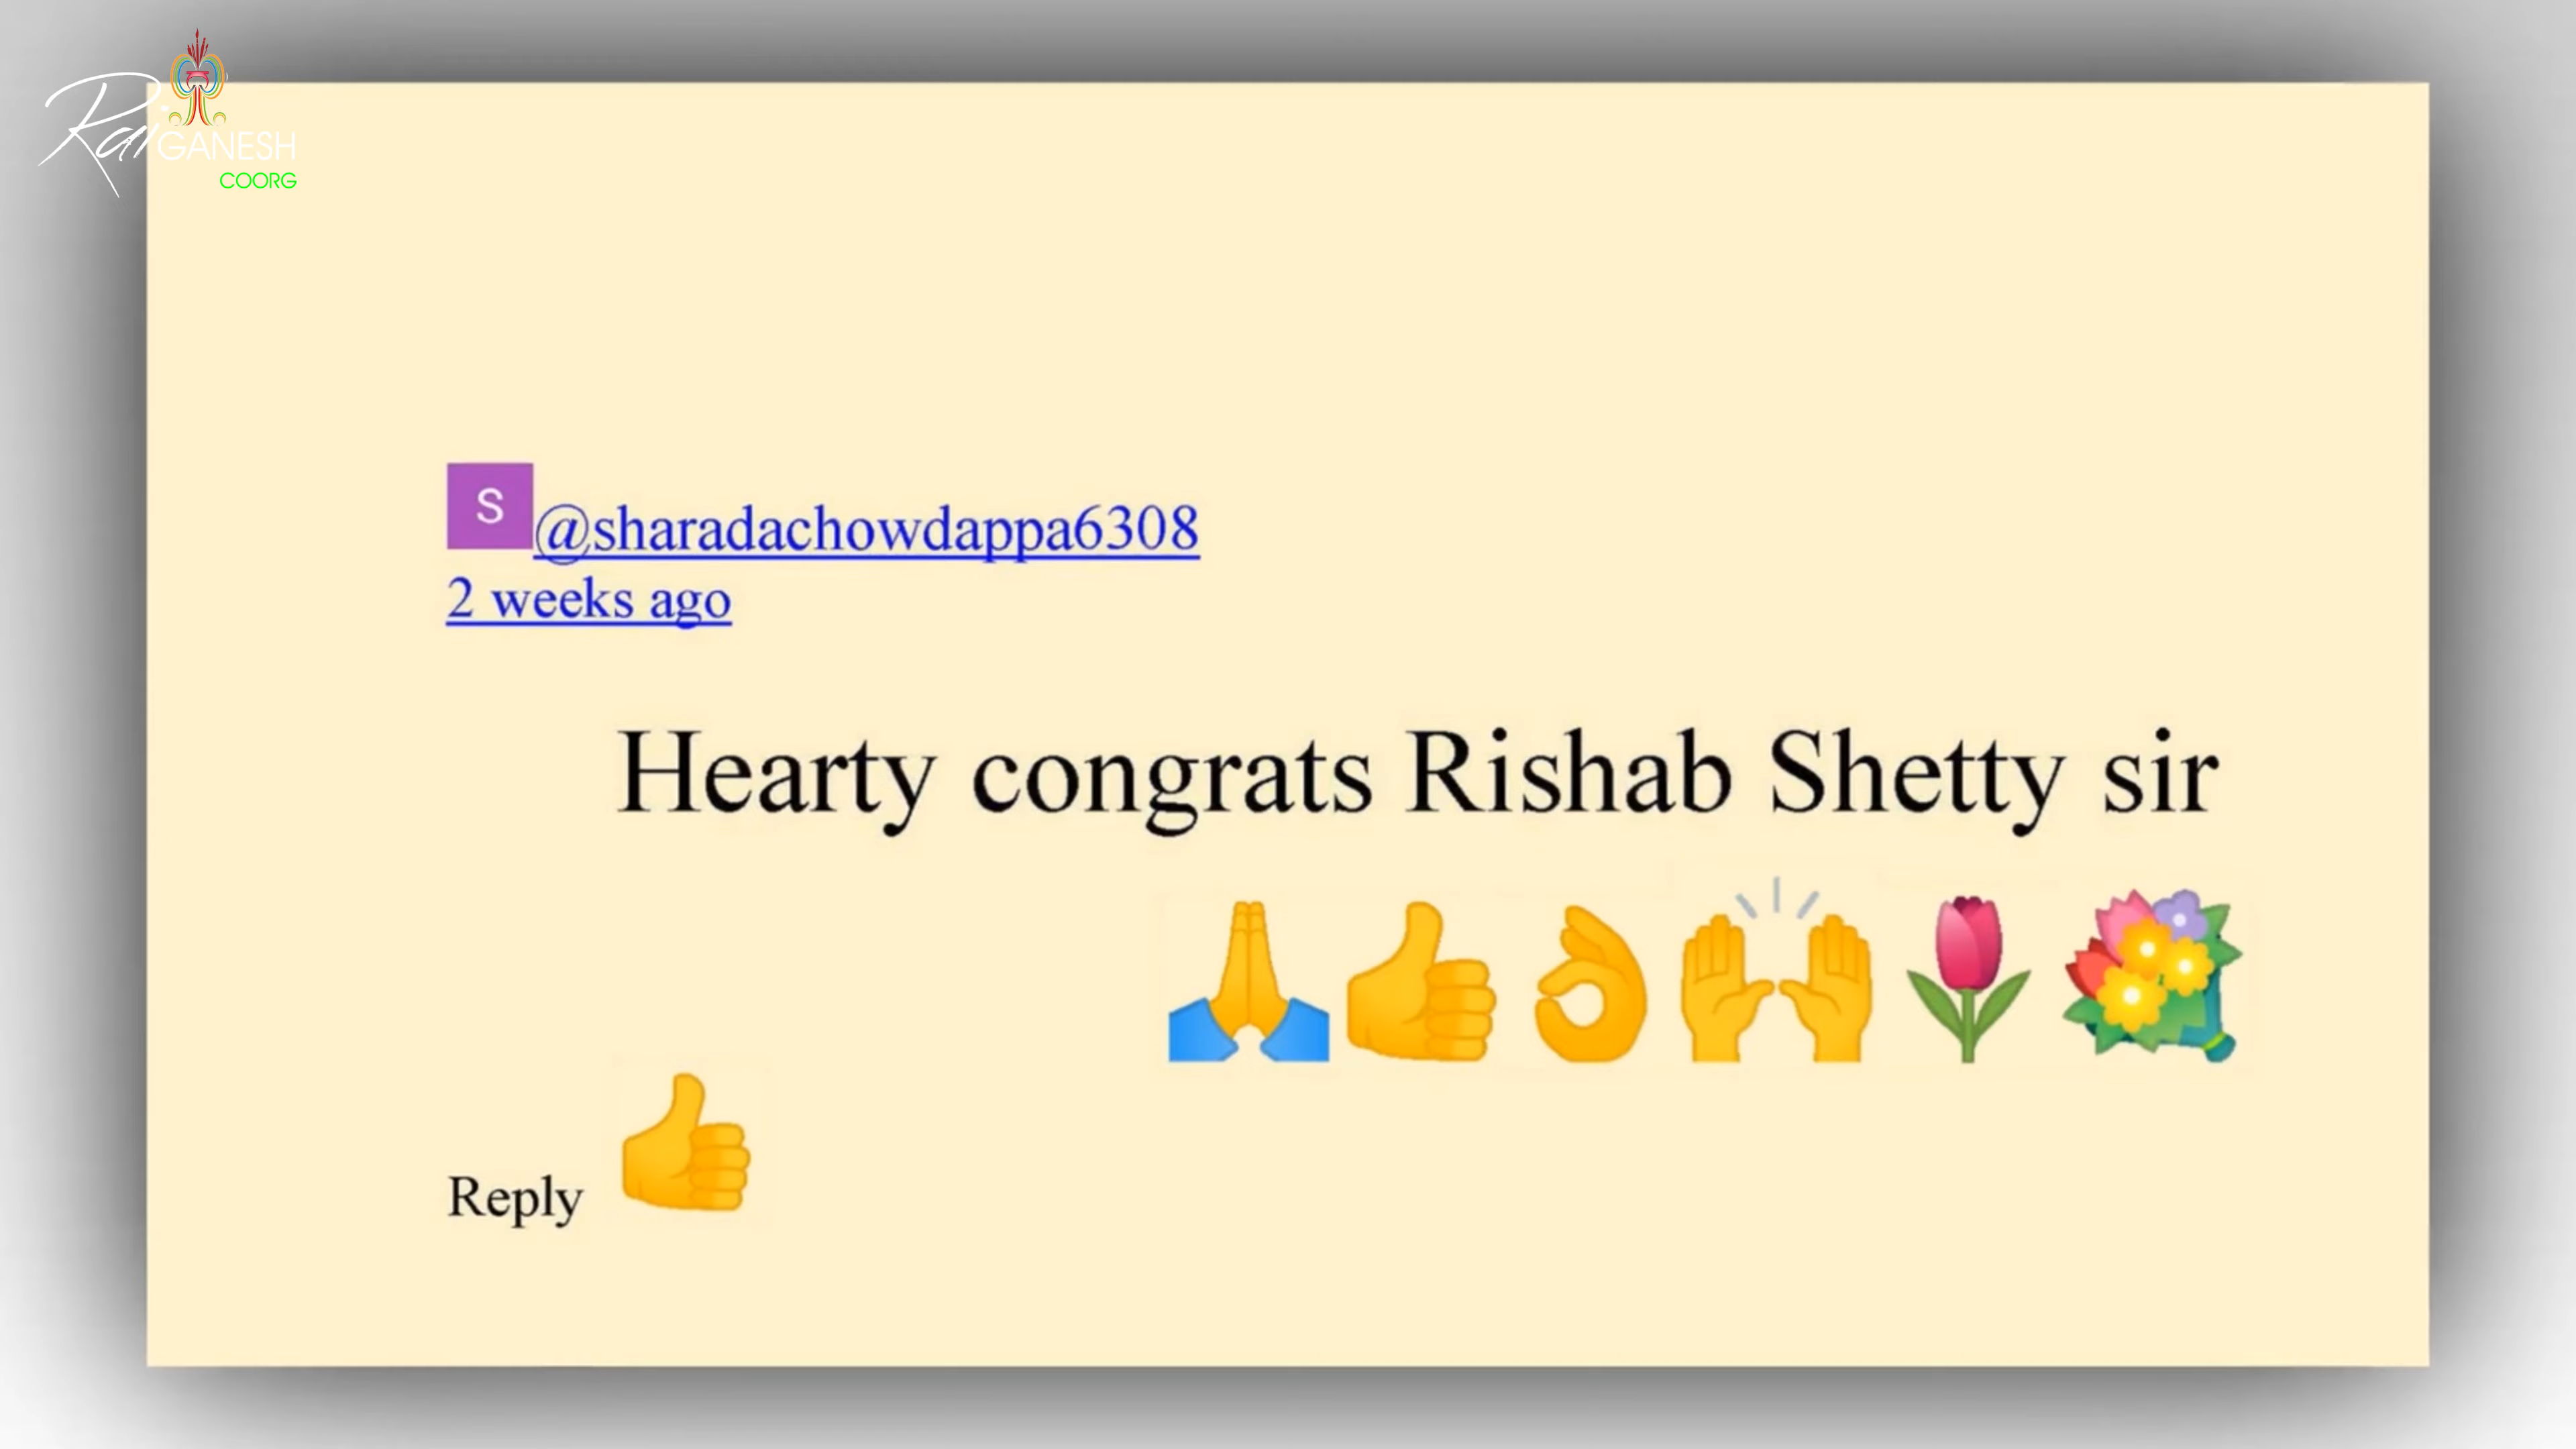 Rai GANESH
COORG
S @sharadachowdappa6308
2 weeks ago
Hearty congrats Rishab Shetty sir
🙏👍👌🙌🌷💐
Reply 👍